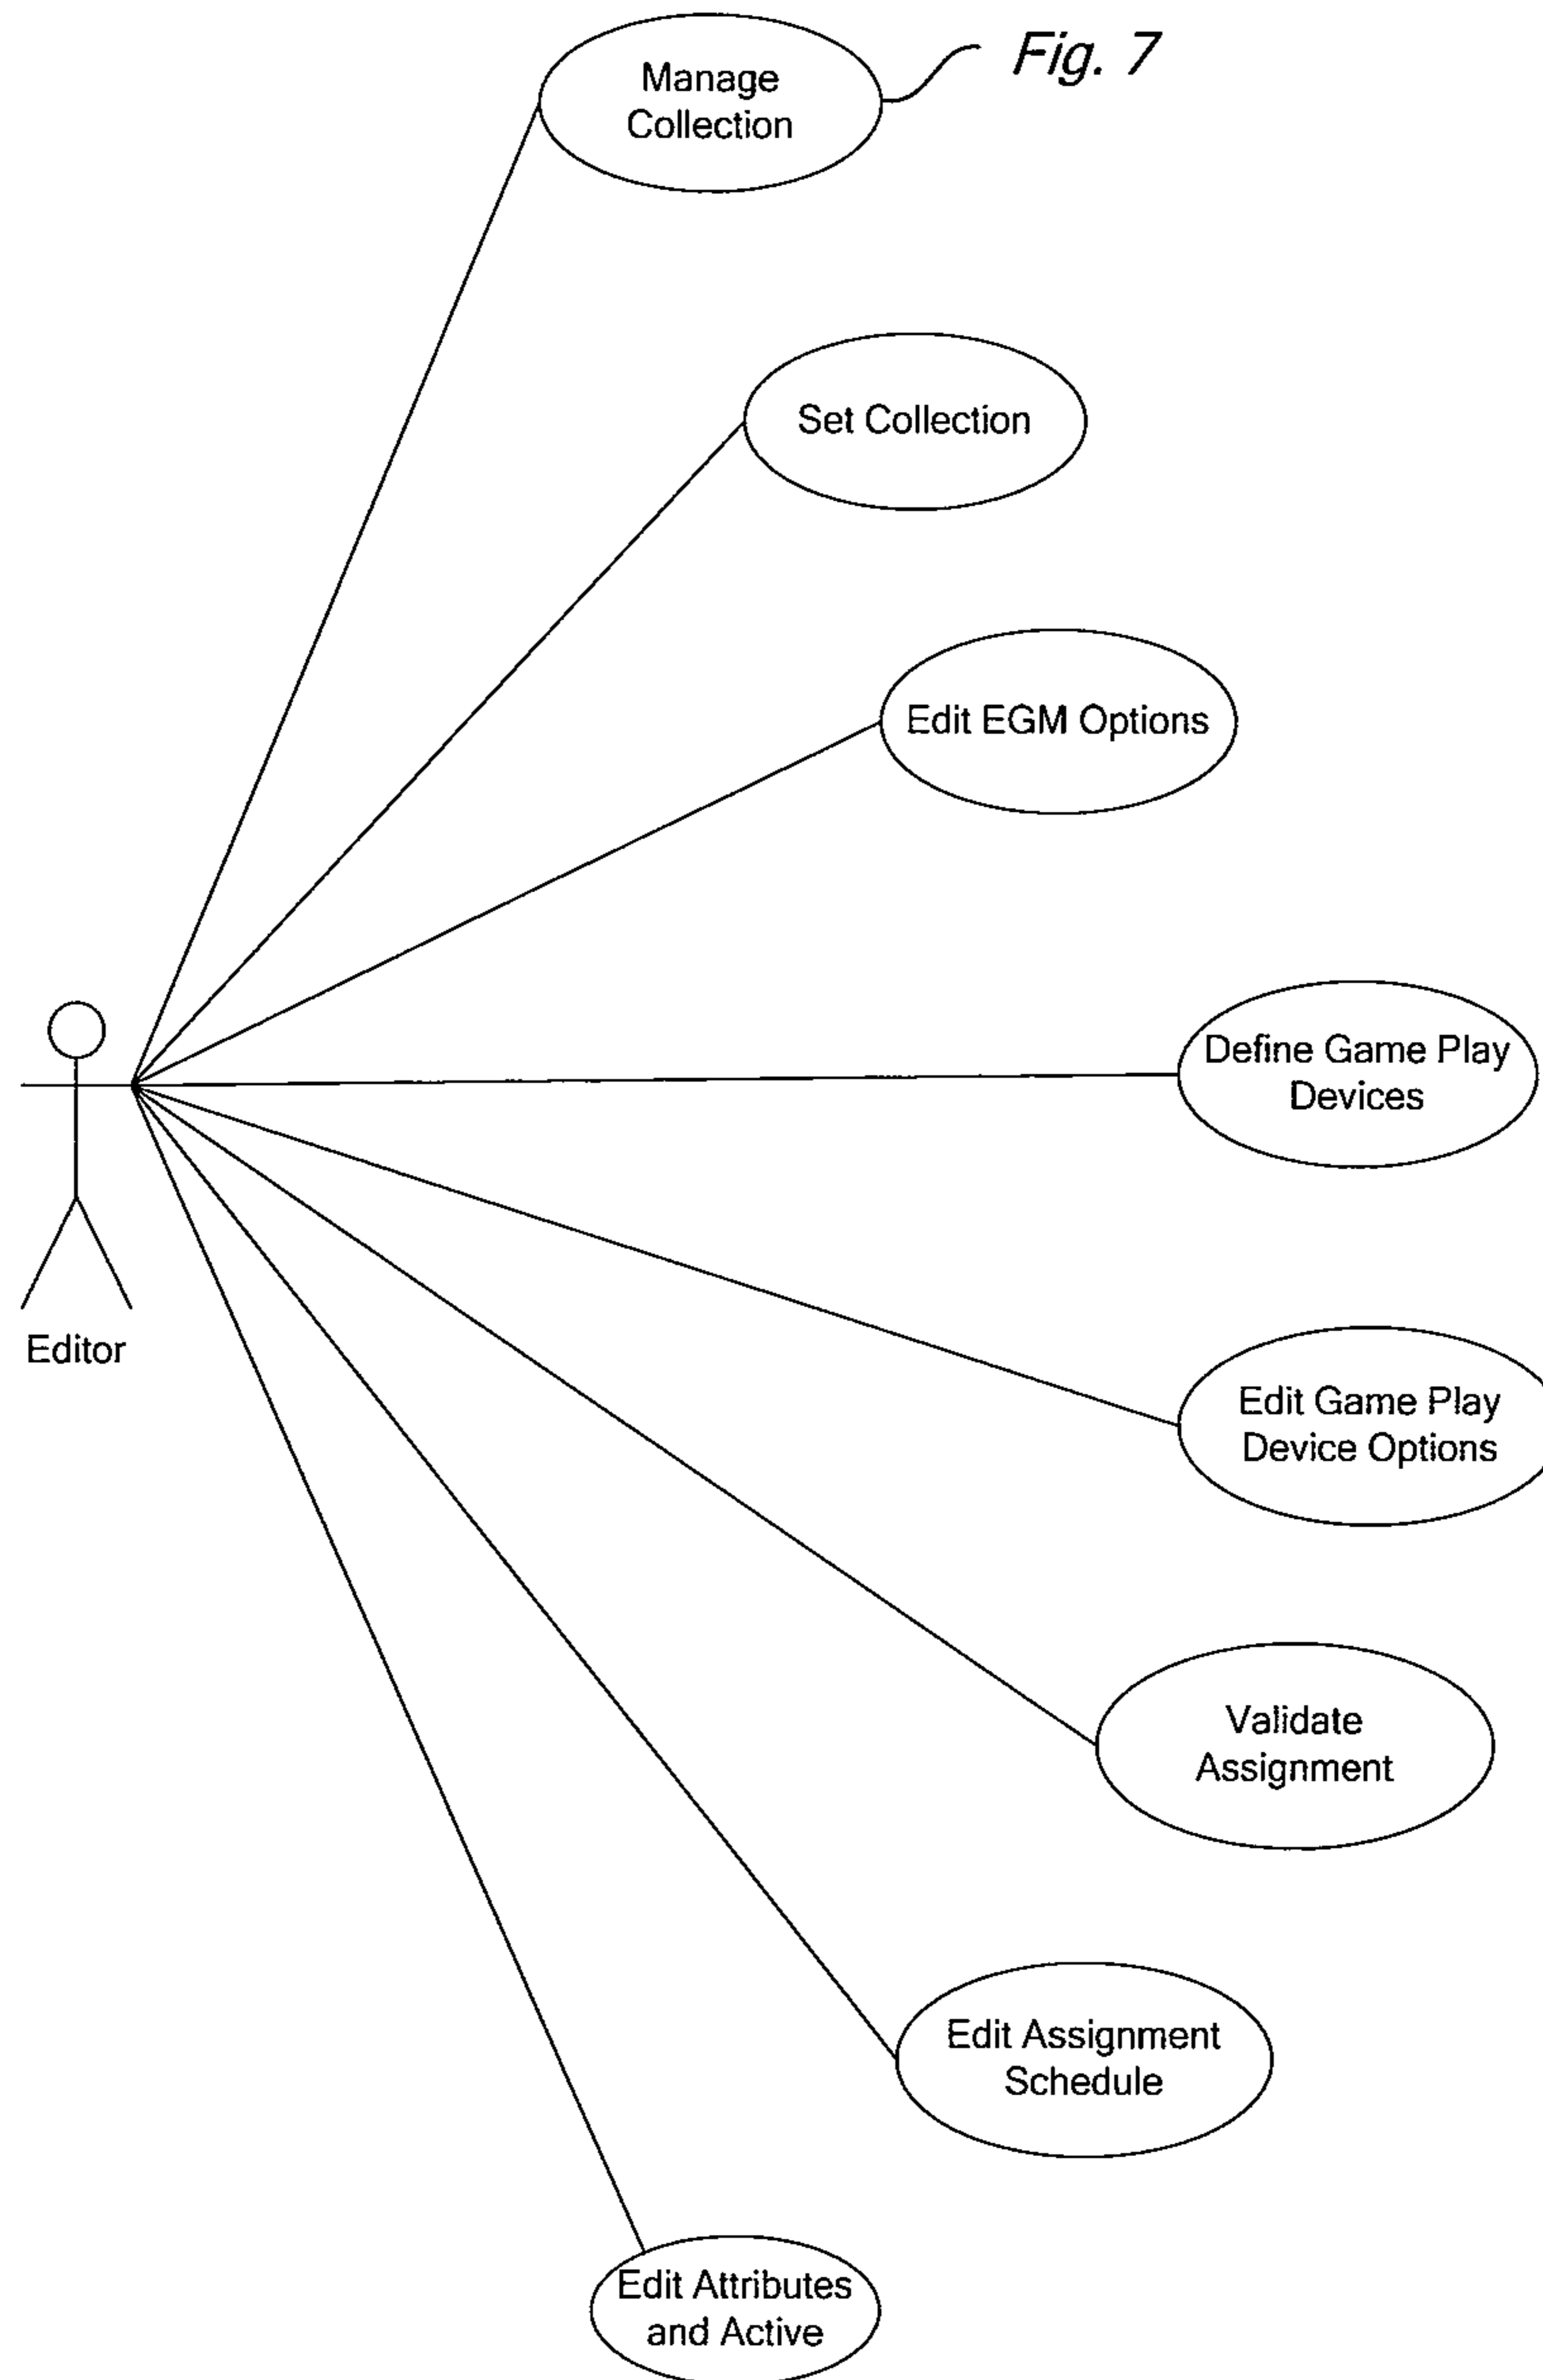 Manage
Collection
Fig. 7
Set Collection
Edit EGM Options
Define Game Play
Devices
Editor
Edit Game Play
Device Options
Validate
Assignment
Edit Assignment
Schedule
Edit Attributes
and Active